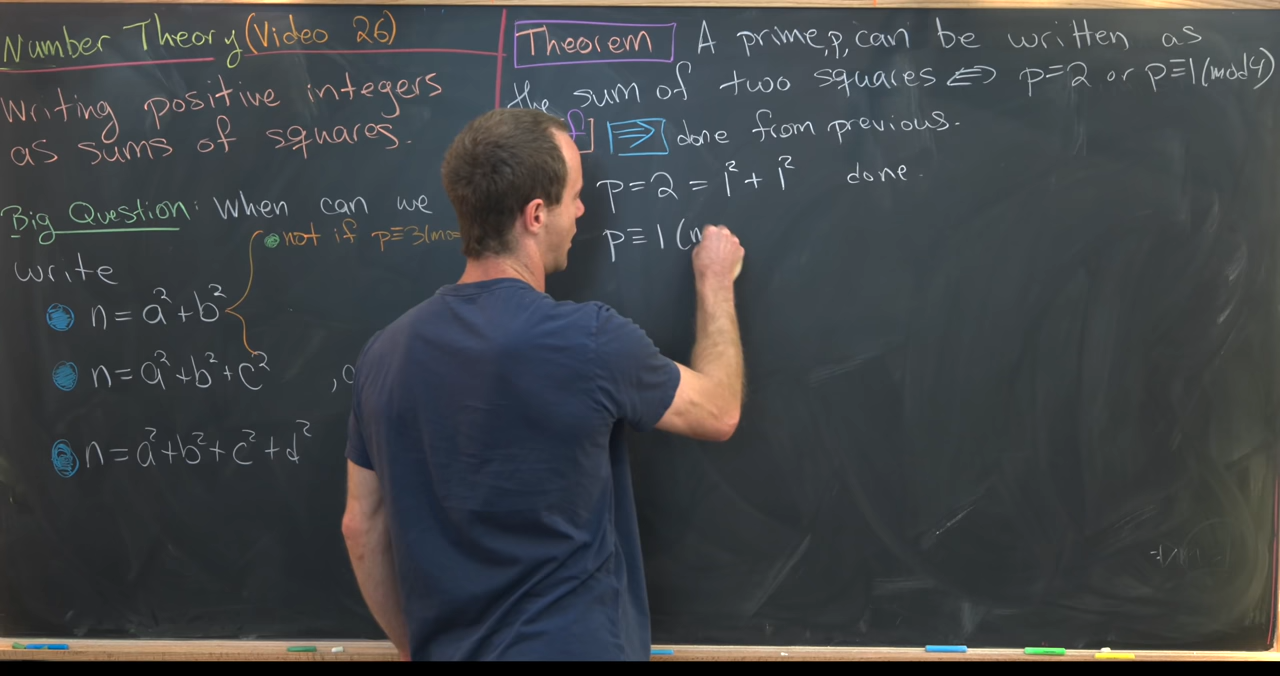 Number Theory (Video 26)
Writing positive integers
as sums of squares.
Big Question: When can we
not if p≡3(mo
write
n = a² + b²
n = a² + b² + c²
n = a² + b² + c² + d²
Theorem A prime, p, can be written as
the sum of two squares ⇔ p=2 or p≡1(mod4)
⇒ done from previous.
p = 2 = 1² + 1² done.
p ≡ 1 (m